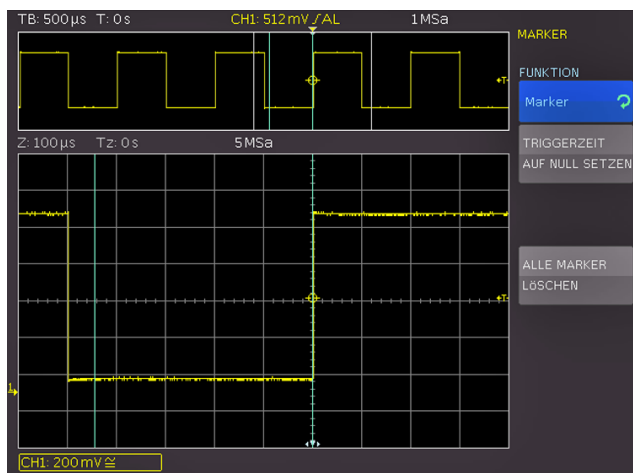 TB: 500µs T: 0s CH1: 512mV AL 1MSa
MARKER
FUNKTION
Marker
TRIGGERZEIT
AUF NULL SETZEN
T
Z: 100µs Tz: 0s 5MSa
ALLE MARKER
LöSCHEN
T
1
CH1: 200mV≅